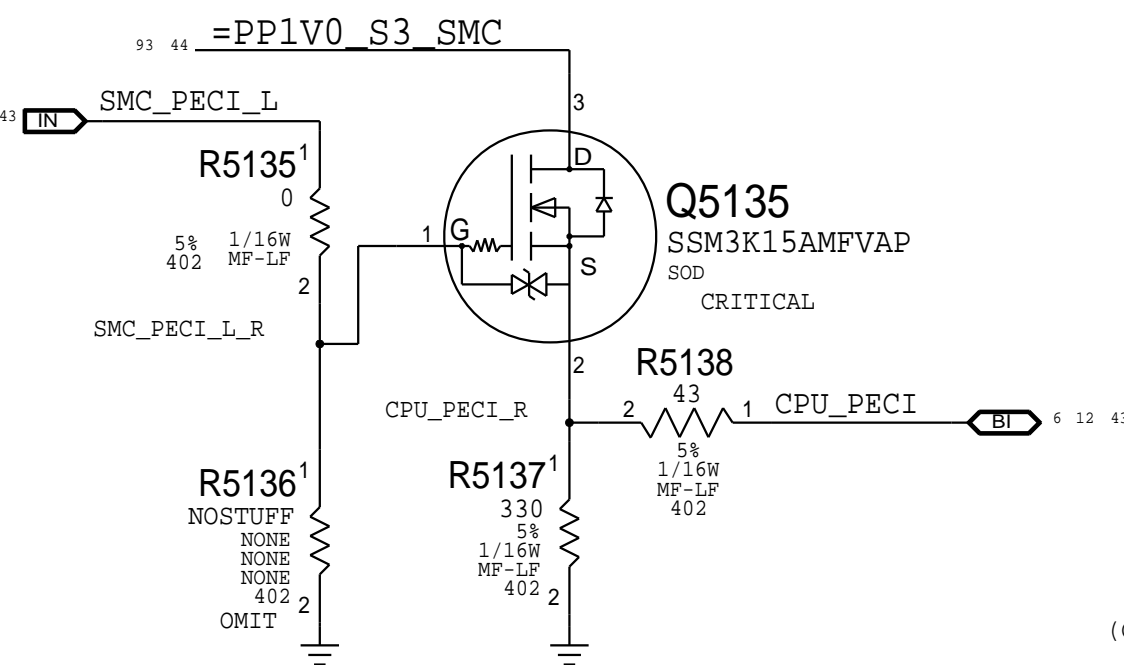 93 44 =PP1V0_S3_SMC
43 IN SMC_PECI_L
3
R5135 1
0
5% 1/16W
402 MF-LF
2
D
G
1
S
Q5135
SSM3K15AMFVAP
SOD
CRITICAL
SMC_PECI_L_R
2
R5138
43
CPU_PECI_R
2 1 CPU_PECI BI 6 12 43
5%
1/16W
MF-LF
402
R5136 1
NOSTUFF
NONE
NONE
NONE
402
2
OMIT
R5137 1
330
5%
1/16W
MF-LF
402
2